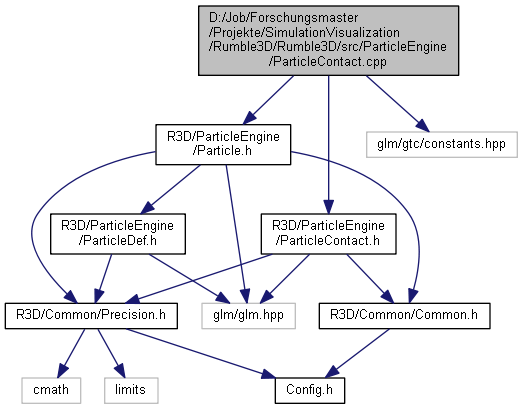 D:/Job/Forschungsmaster
/Projekte/SimulationVisualization
/Rumble3D/Rumble3D/src/ParticleEngine
/ParticleContact.cpp
R3D/ParticleEngine
/Particle.h
glm/gtc/constants.hpp
R3D/ParticleEngine
/ParticleDef.h
R3D/ParticleEngine
/ParticleContact.h
R3D/Common/Precision.h
glm/glm.hpp
R3D/Common/Common.h
cmath
limits
Config.h